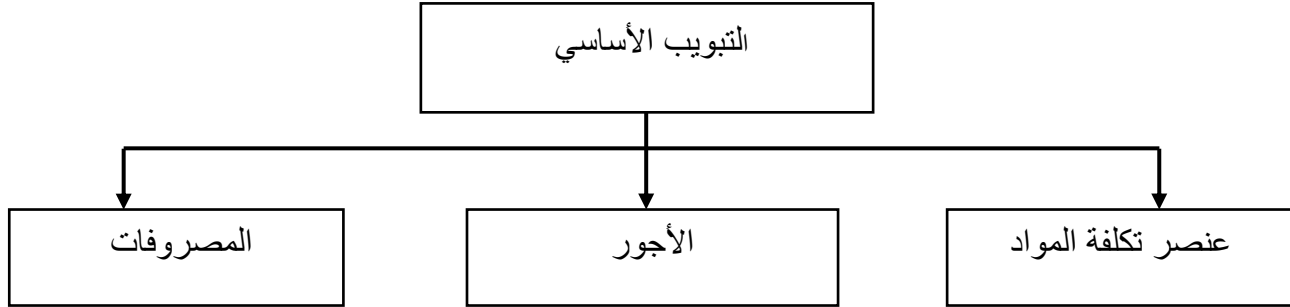 التبويب الأساسي
عنصر تكلفة المواد
الأجور
المصروفات